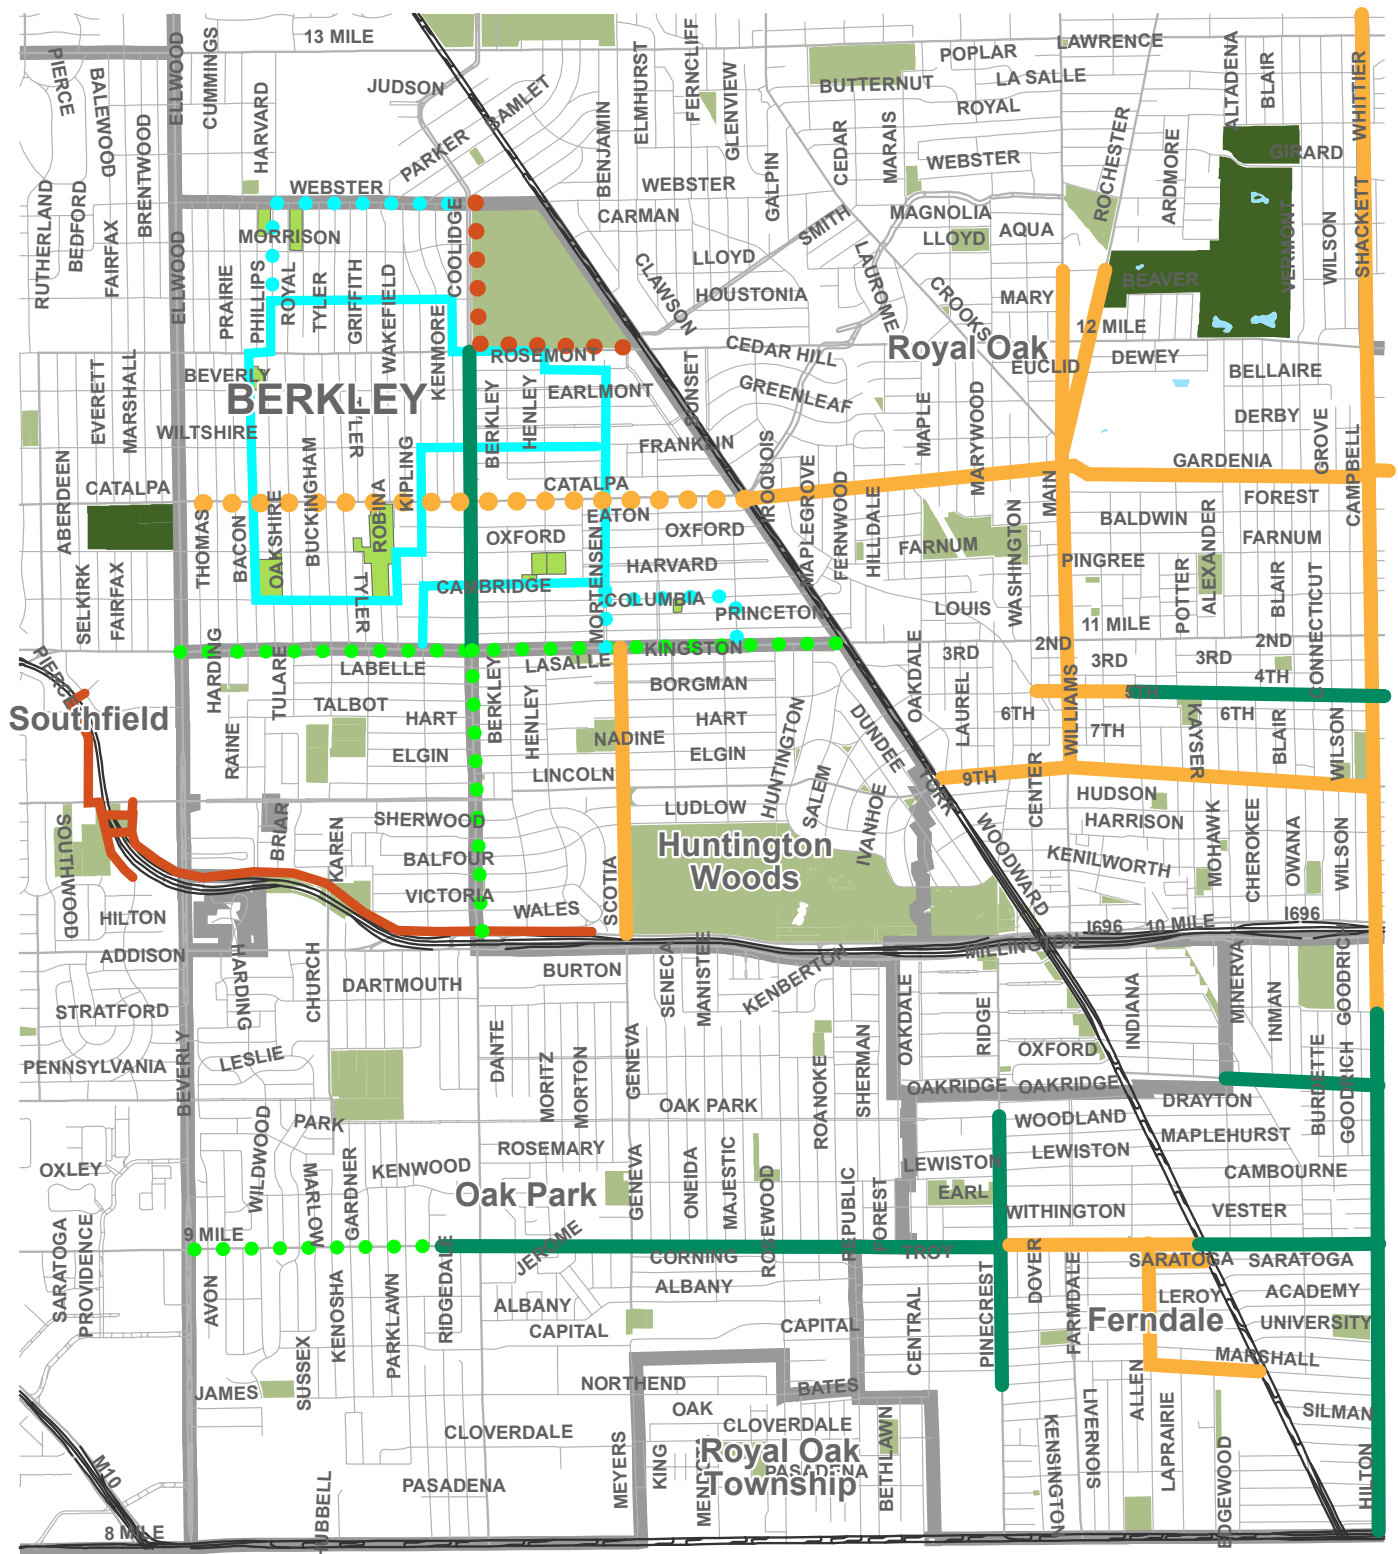 13 MILE
PIERCE
BALEWOOD
ELLWOOD
CUMMINGS
HARVARD
JUDSON
HAMLET
PARKER
BENJAMIN
ELMHURST
FERNCLIFF
GLENVIEW
GALPIN
CEDAR
MARAIS
BUTTERNUT
POPLAR
LAWRENCE
LA SALLE
ROYAL
ROCHESTER
ARDMORE
ALTADENA
BLAIR
WHITTIER
GIRARD
BRENTWOOD
RUTHERLAND
BEDFORD
FAIRFAX
WEBSTER
WEBSTER
WEBSTER
COOLIDGE
CARMAN
SMITH
MAGNOLIA
LLOYD
AQUA
MORRISON
ELLWOOD
PRAIRIE
PHILLIPS
ROYAL
TYLER
GRIFFITH
WAKEFIELD
KENMORE
CLAWSON
LLOYD
HOUSTONIA
LAUROME
CROOKS
MARY
BEAVER
VERMONT
WILSON
SHACKETT
12 MILE
ROSEMONT
CEDAR HILL
Royal Oak
EUCLID
DEWEY
BELLAIRE
EVERETT
MARSHALL
BEVERLY
BERKLEY
TYLER
BERKLEY
HENLEY
EARLMONT
SUNSET
GREENLEAF
MAPLE
MARYWOOD
DERBY
GROVE
CAMPBELL
WILTSHIRE
BUCKINGHAM
KIPLING
FRANKLIN
IROQUOIS
MAPLEGROVE
FERNWOOD
HILLDALE
WASHINGTON
MAIN
GARDENIA
ABERDEEN
CATALPA
CATALPA
ROBINA
EATON
OXFORD
OXFORD
FOREST
BALDWIN
FARNUM
FARNUM
THOMAS
BACON
OAKSHIRE
TYLER
HARVARD
PINGREE
POTTER
ALEXANDER
BLAIR
CONNECTICUT
SELKIRK
FAIRFAX
CAMBRIDGE
MORTENSEN
COLUMBIA
PRINCETON
LOUIS
11 MILE
KINGSTON
2ND
2ND
3RD
3RD
3RD
4TH
5TH
6TH
6TH
7TH
9TH
HARDING
TULARE
LABELLE
BERKLEY
LASALLE
BORGMAN
OAKDALE
LAUREL
WILLIAMS
Southfield
TALBOT
HART
HENLEY
HART
HUNTINGTON
DUNDEE
KAYSER
BLAIR
WILSON
RAINE
ELGIN
NADINE
ELGIN
LINCOLN
SALEM
YORK
CENTER
HUDSON
HARRISON
SOUTHWOOD
BRIAR
KAREN
SHERWOOD
LUDLOW
IVANHOE
WOODWARD
MOHAWK
CHEROKEE
OWANA
WILSON
BALFOUR
Huntington
Woods
KENILWORTH
VICTORIA
WALES
SCOTIA
HILTON
ADDISON
I696
10 MILE
I696
HARDING
CHURCH
DARTMOUTH
BURTON
SENECA
MANISTEE
KENBERTON
MILLINGTON
STRATFORD
OAKDALE
RIDGE
INDIANA
MINERVA
INMAN
GOODRICH
PENNSYLVANIA
BEVERLY
LESLIE
DANTE
MORITZ
MORTON
GENEVA
ROANOKE
SHERMAN
OXFORD
OAKRIDGE
OAKRIDGE
BURDETTE
GOODRICH
WILDWOOD
PARK
OAK PARK
WOODLAND
DRAYTON
MAPLEHURST
OXLEY
MARLOW
GARDNER
KENWOOD
ROSEMARY
LEWISTON
LEWISTON
CAMBOURNE
Oak Park
GENEVA
ONEIDA
MAJESTIC
ROSEWOOD
REPUBLIC
FOREST
EARL
WITHINGTON
VESTER
SARATOGA
PROVIDENCE
9 MILE
JEROME
CORNING
TROY
SARATOGA
SARATOGA
AVON
KENOSHA
PARKLAWN
RIDGEDALE
ALBANY
ALBANY
PINECREST
DOVER
FARMDALE
LEROY
ACADEMY
CAPITAL
CAPITAL
CENTRAL
Ferndale
UNIVERSITY
SUSSEX
MARSHALL
JAMES
NORTHEND
BATES
ALLEN
OAK
LIVERNOIS
LAPRAIRIE
SILMAN
CLOVERDALE
CLOVERDALE
MEYERS
KING
Royal Oak
Township
PASADENA
PASADENA
BETHLAWN
KENSINGTON
EDGEWOOD
HILTON
M10
8 MILE
HUBBELL